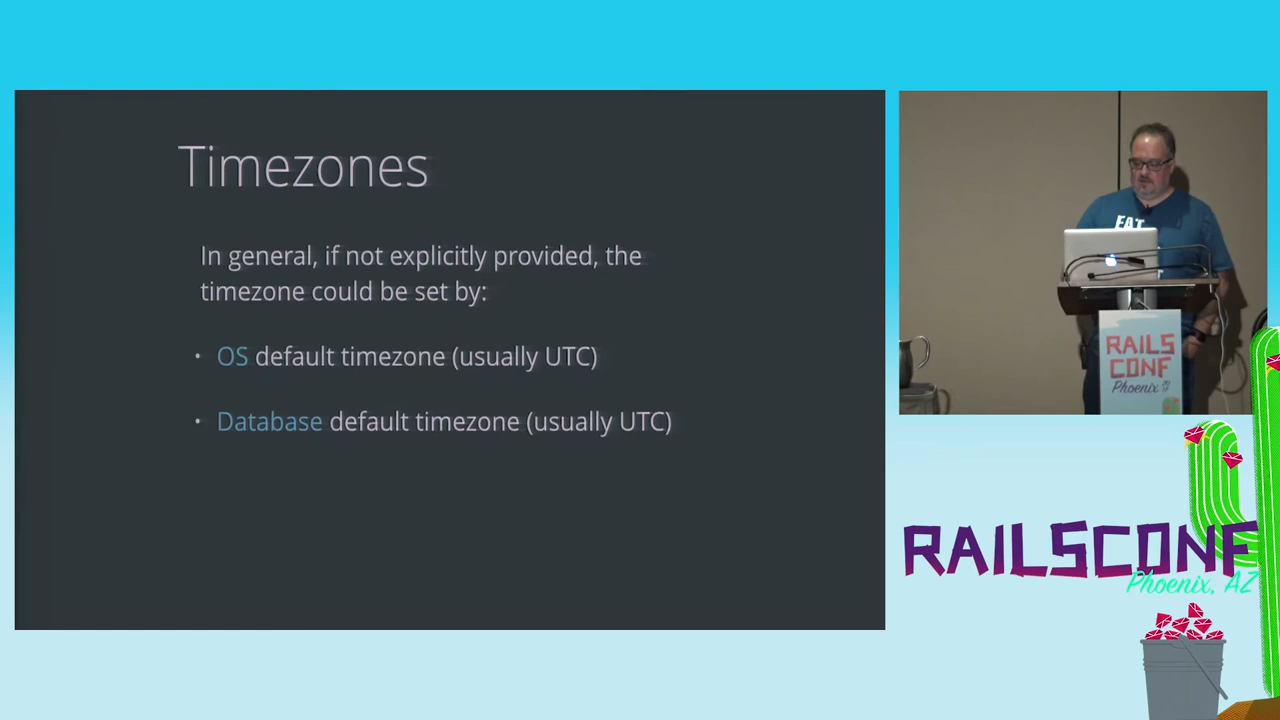 Timezones
In general, if not explicitly provided, the
timezone could be set by:
• OS default timezone (usually UTC)
• Database default timezone (usually UTC)
EAT
RAILS
CONF
Phoenix
RAILSCONF
Phoenix, AZ